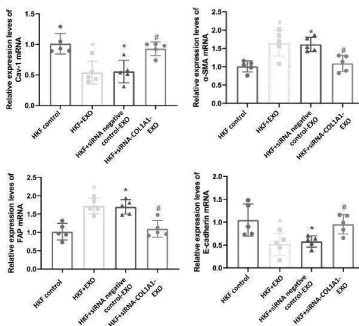 Relative expression levels of
Cav-1 mRNA
1.5
1.0
0.5
0.0
*
*
#
HKF control
HKF+EXO
HKF+siRNA negative
control-EXO
HKF+siRNA-COL1A1-
EXO
Relative expression levels of
α-SMA mRNA
2.5
2.0
1.5
1.0
0.5
0.0
*
*
#
HKF control
HKF+EXO
HKF+siRNA negative
control-EXO
HKF+siRNA-COL1A1-
EXO
Relative expression levels of
FAP mRNA
2.5
2.0
1.5
1.0
0.5
0.0
*
*
#
HKF control
HKF+EXO
HKF+siRNA negative
control-EXO
HKF+siRNA-COL1A1-
EXO
Relative expression levels of
E-cadherin mRNA
1.5
1.0
0.5
0.0
*
*
#
HKF control
HKF+EXO
HKF+siRNA negative
control-EXO
HKF+siRNA-COL1A1-
EXO